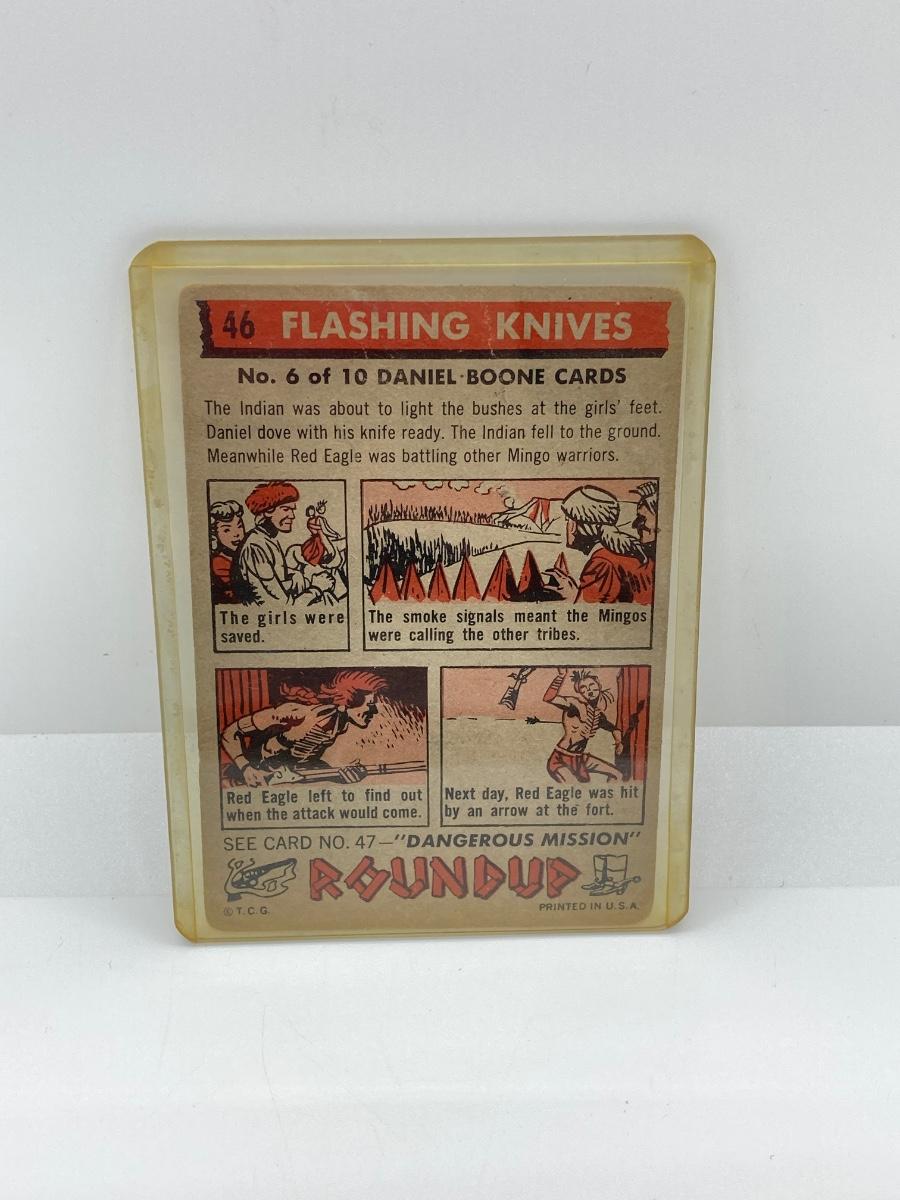 46 FLASHING KNIVES
No. 6 of 10 DANIEL BOONE CARDS
The Indian was about to light the bushes at the girls' feet.
Daniel dove with his knife ready. The Indian fell to the ground.
Meanwhile Red Eagle was battling other Mingo warriors.
The girls were
saved.
The smoke signals meant the Mingos
were calling the other tribes.
Red Eagle left to find out
when the attack would come.
Next day, Red Eagle was hit
by an arrow at the fort.
SEE CARD NO. 47—"DANGEROUS MISSION"
ROUNDUP
© T.C.G.
PRINTED IN U.S.A.